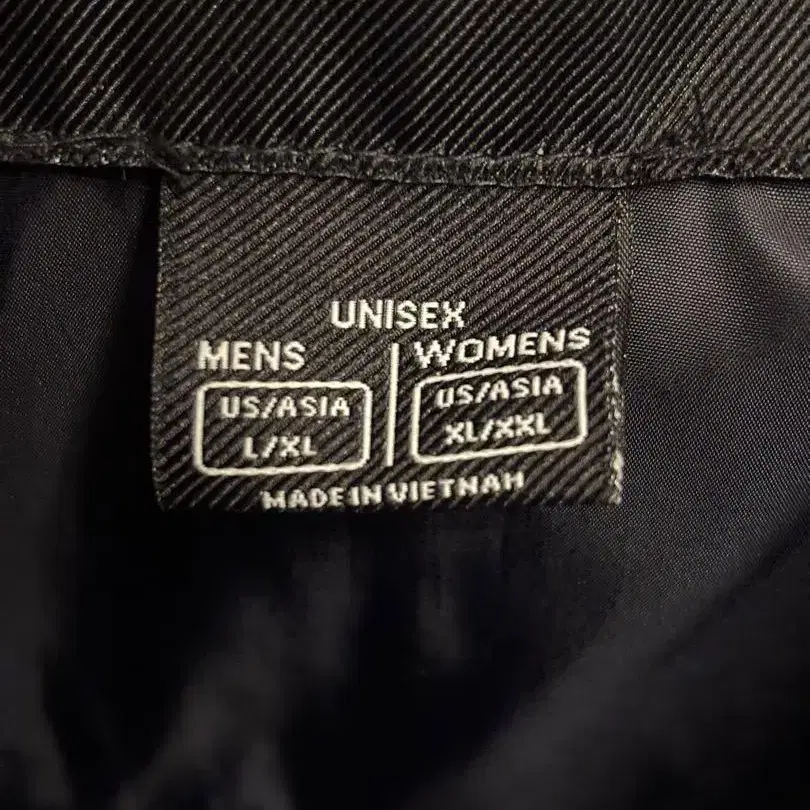 UNISEX
MENS
WOMENS
US/ASIA
L/XL
US/ASIA
XL/XXL
MADE IN VIETNAM